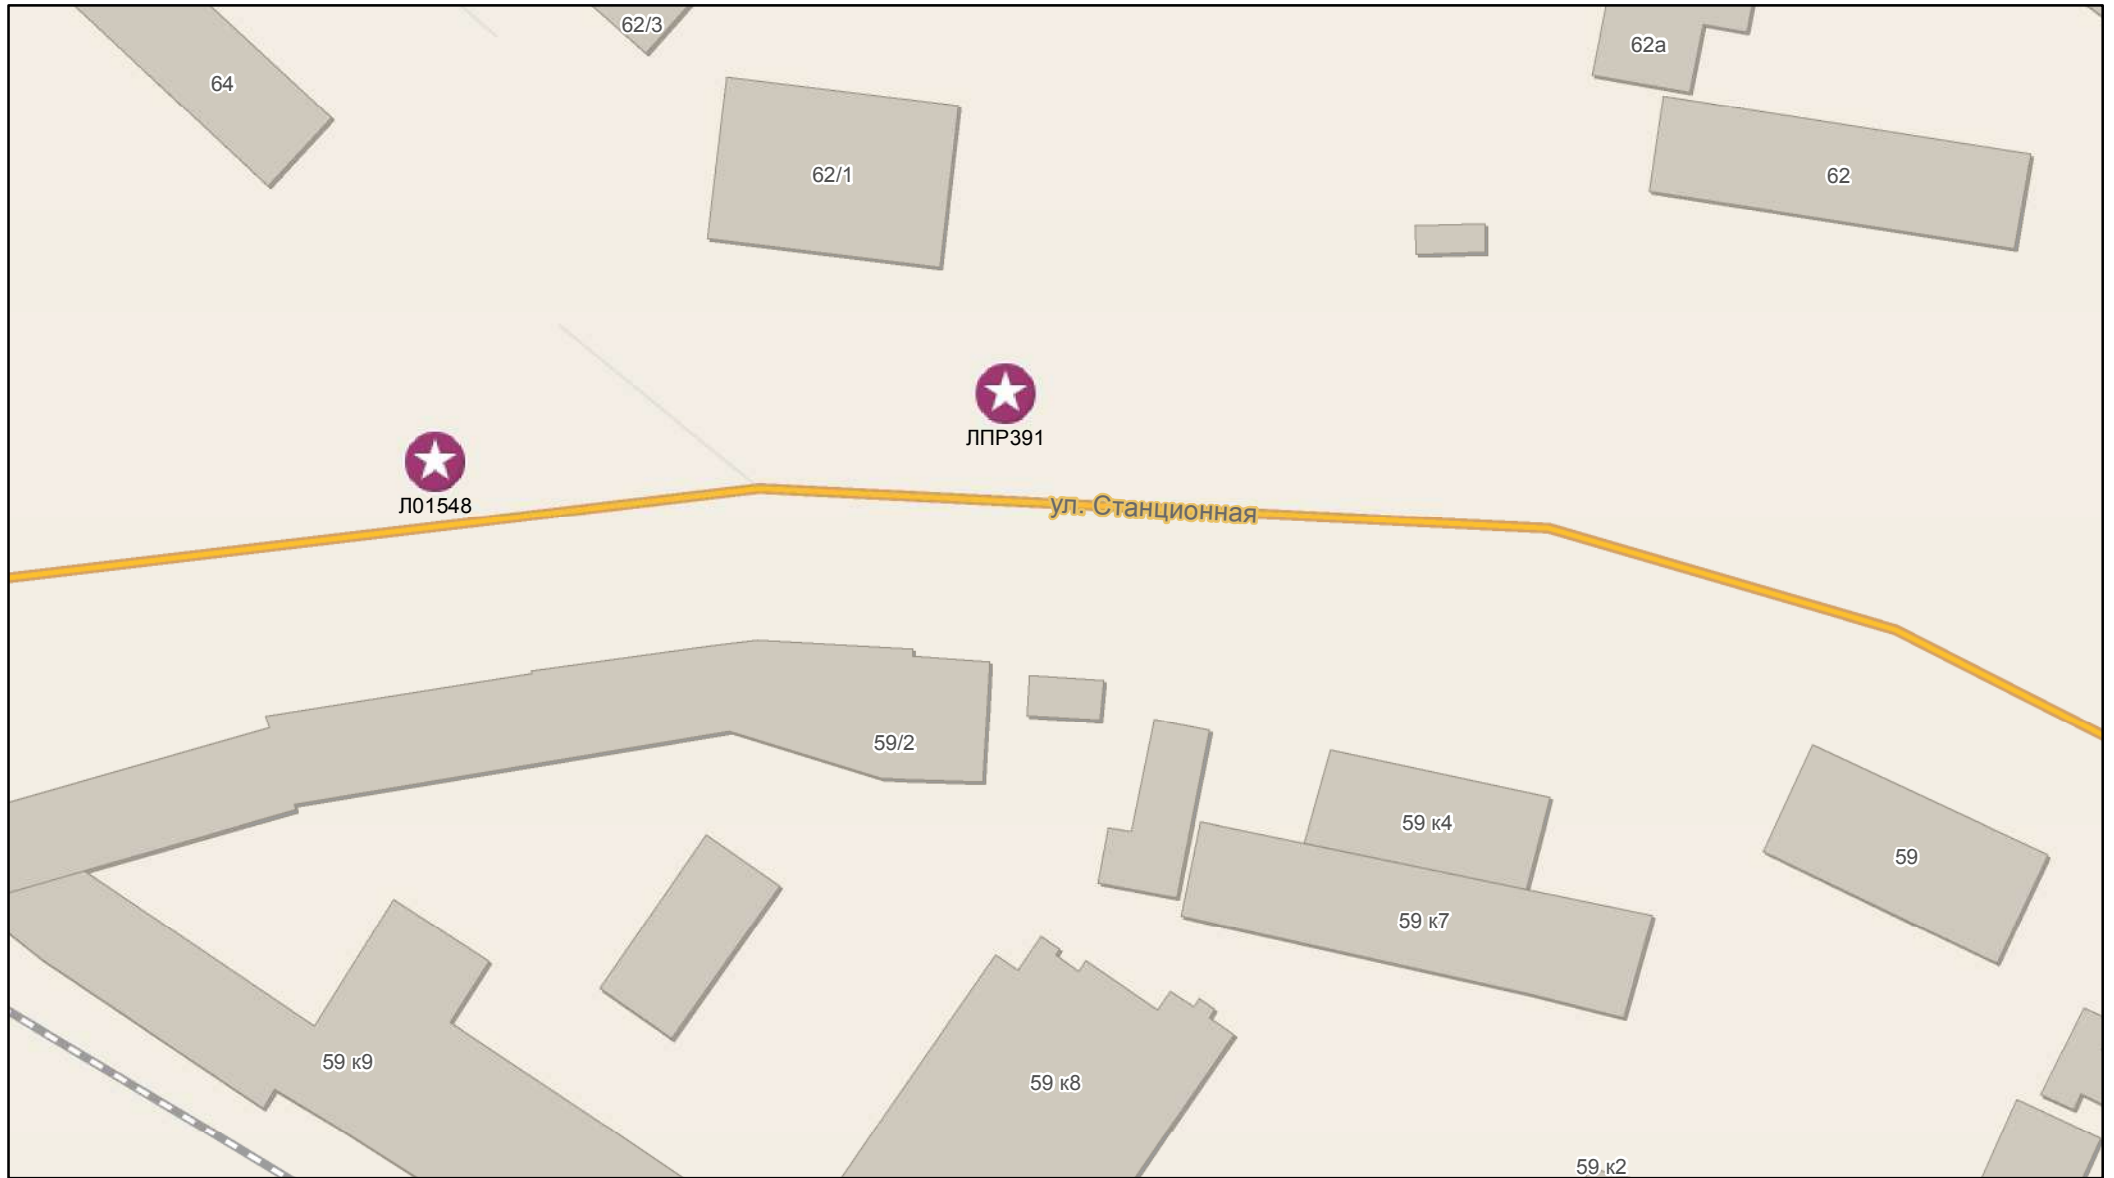 62/3
62а
64
62/1
62
ЛПР391
Л01548
ул. Станционная
59/2
59 к4
59
59 к7
59 к9
59 к8
59 к2